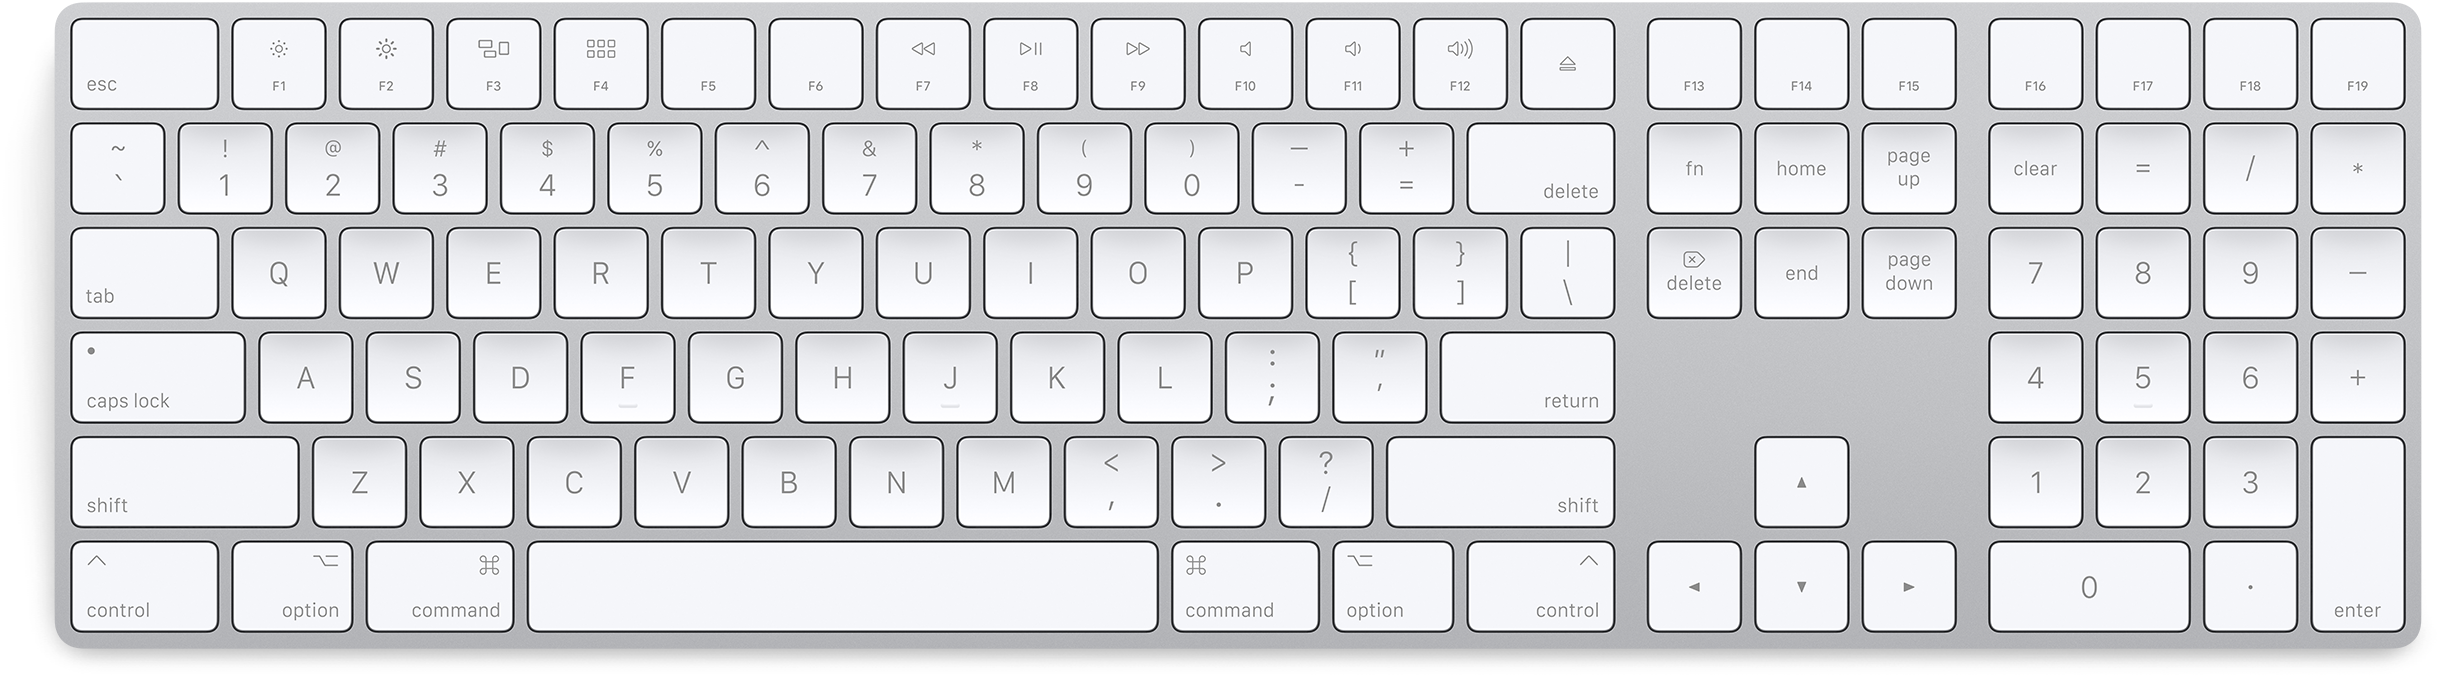 esc F1 F2 F3 F4 F5 F6 F7 F8 F9 F10 F11 F12 F13 F14 F15 F16 F17 F18 F19
~ ! @ # $ % ^ & * ( ) — +
` 1 2 3 4 5 6 7 8 9 0 - = delete fn home page up clear = / *
tab Q W E R T Y U I O P { [ } ] | \ delete end page down 7 8 9 −
caps lock A S D F G H J K L : ; " ' return 4 5 6 +
shift Z X C V B N M < , > . ? / shift 1 2 3
control option command command option control 0 . enter